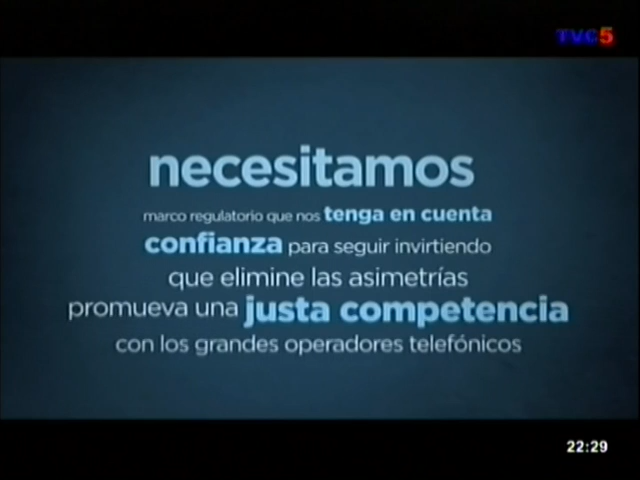 TVC5
necesitamos
marco regulatorio que nos tenga en cuenta
confianza para seguir invirtiendo
que elimine las asimetrías
promueva una justa competencia
con los grandes operadores telefónicos
22:29